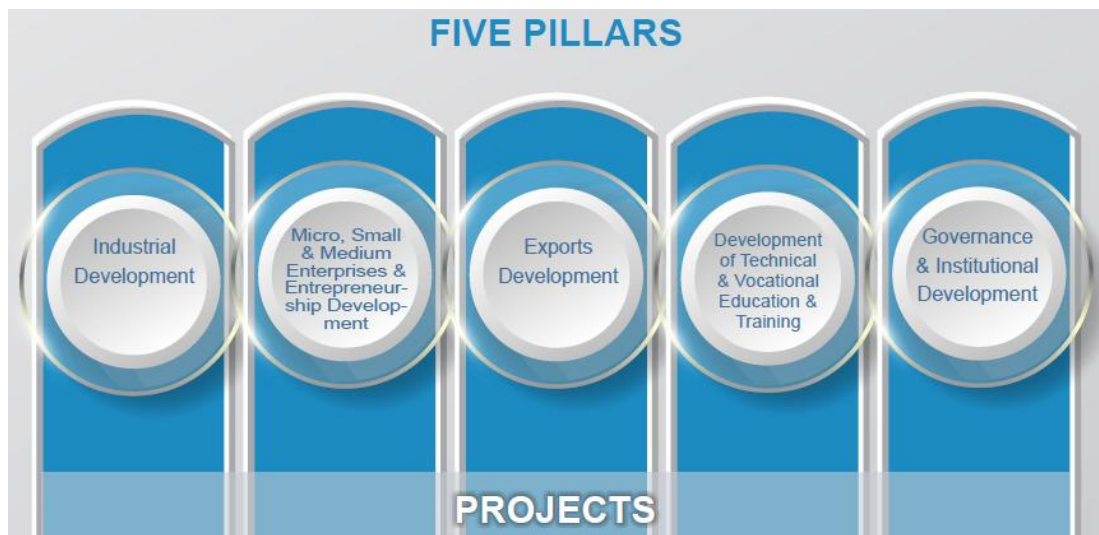 FIVE PILLARS
Industrial
Development
Micro, Small
& Medium
Enterprises &
Entrepreneur-
ship Develop-
ment
Exports
Development
Development
of Technical
& Vocational
Education &
Training
Governance
& Institutional
Development
PROJECTS